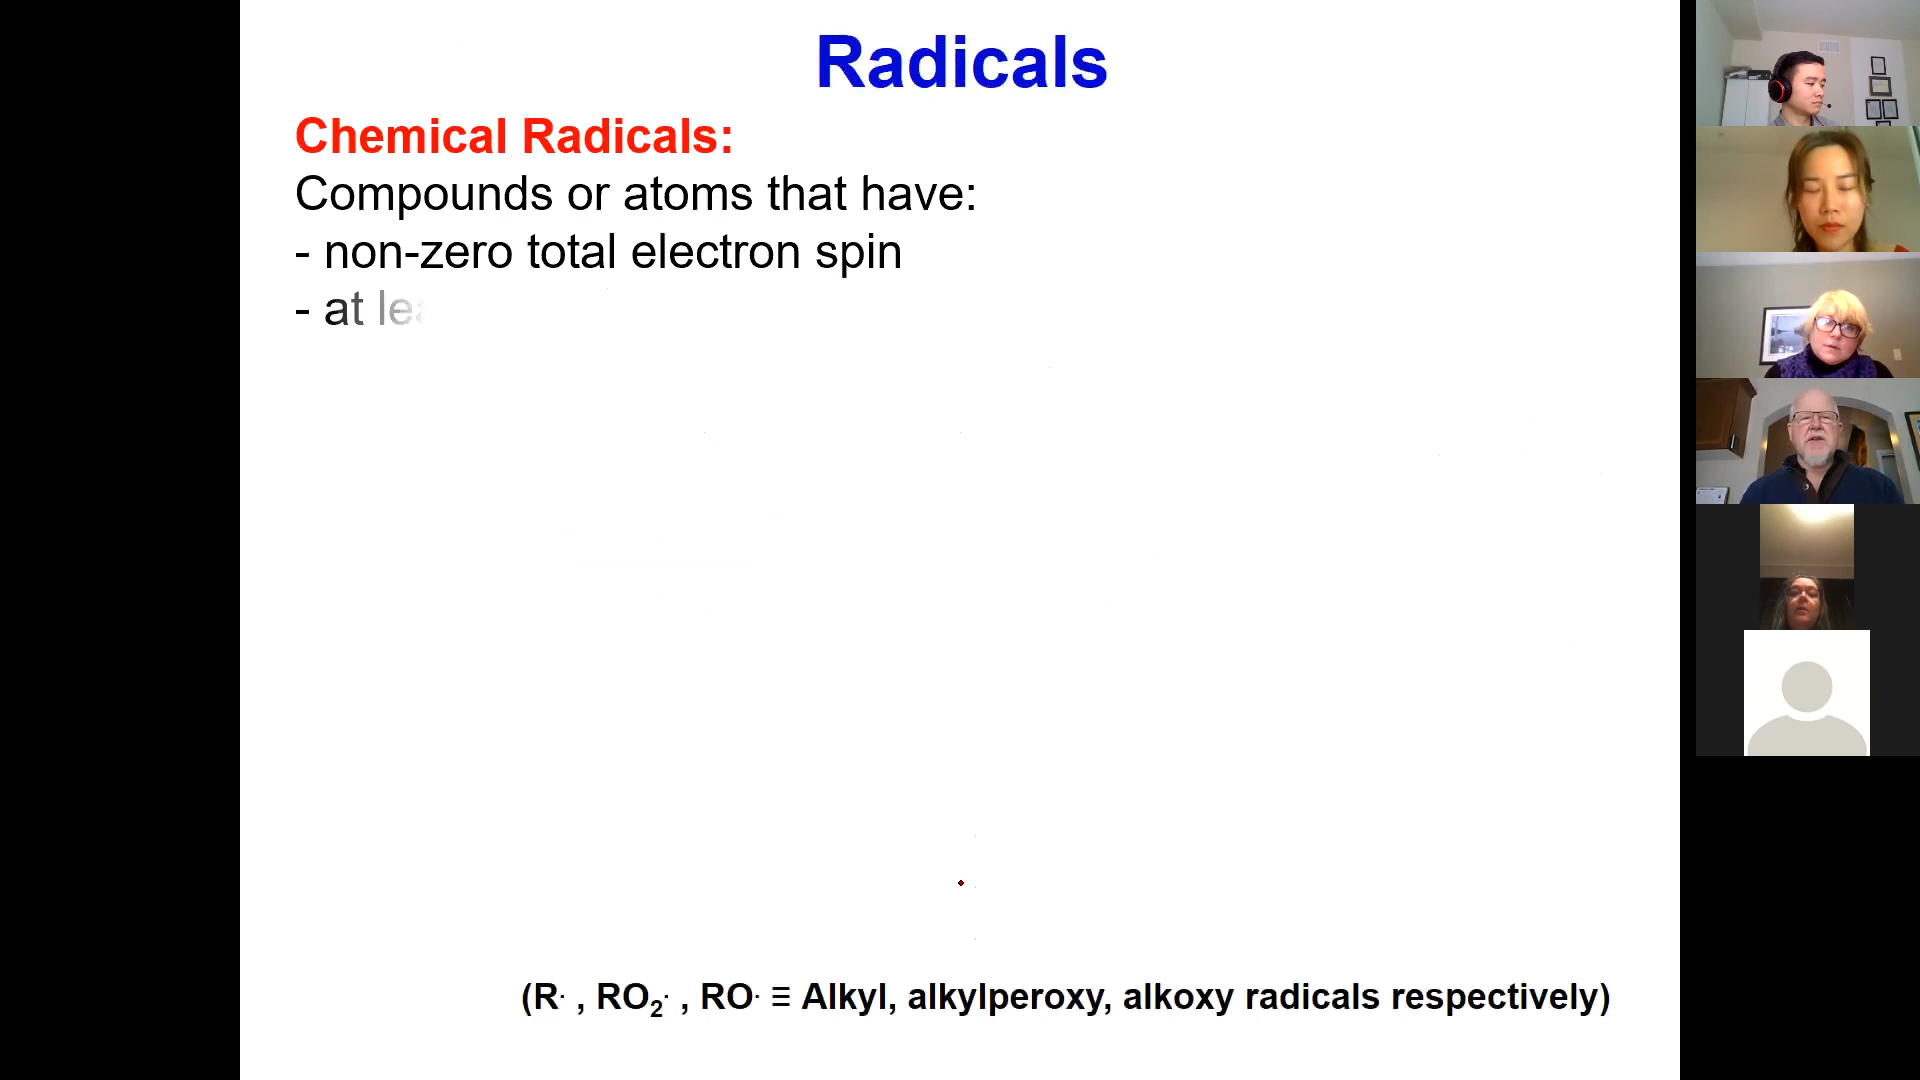 Radicals
Chemical Radicals:
Compounds or atoms that have:
- non-zero total electron spin
- at
(R· , RO₂· , RO· ≡ Alkyl, alkylperoxy, alkoxy radicals respectively)